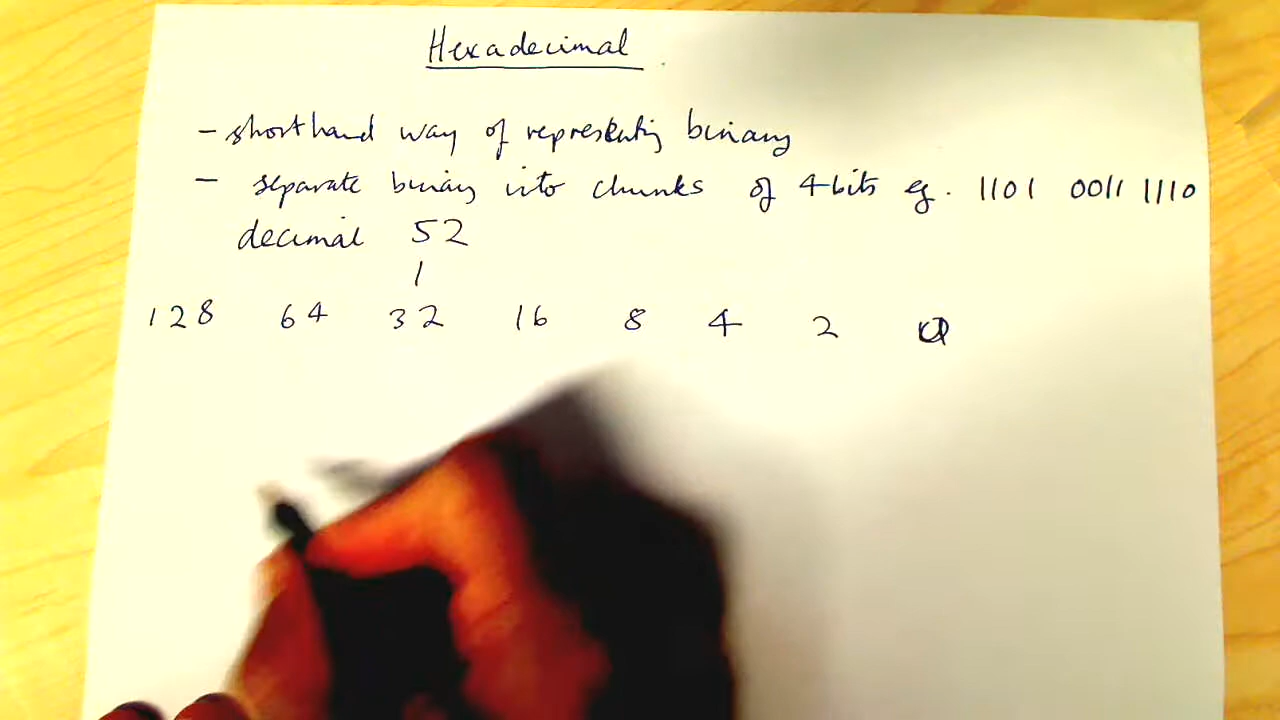 Hexadecimal
- shorthand way of representing binary
- separate binary into chunks of 4 bits eg. 1101 0011 1110
decimal 52
1
128 64 32 16 8 4 2